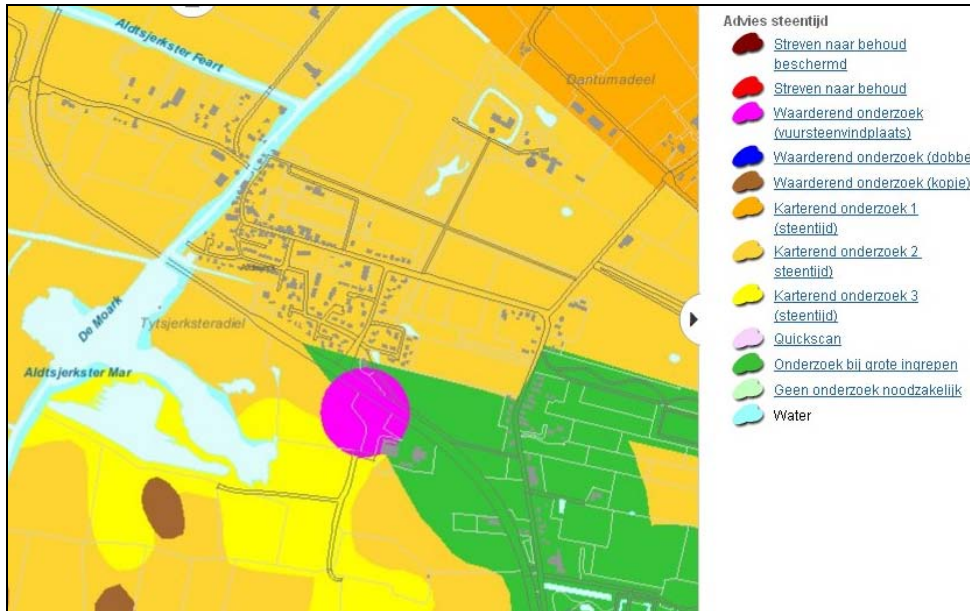 Aldtsjerkster Feart
Dantumadeel
De Moark
Tytsjerksteradiel
Aldtsjerkster Mar
Advies steentijd
Streven naar behoud
beschermd
Streven naar behoud
Waarderend onderzoek
(vuursteenvindplaats)
Waarderend onderzoek (dobbe
Waarderend onderzoek (kopje)
Karterend onderzoek 1
(steentijd)
Karterend onderzoek 2
steentijd)
Karterend onderzoek 3
(steentijd)
Quickscan
Onderzoek bij grote ingrepen
Geen onderzoek noodzakelijk
Water